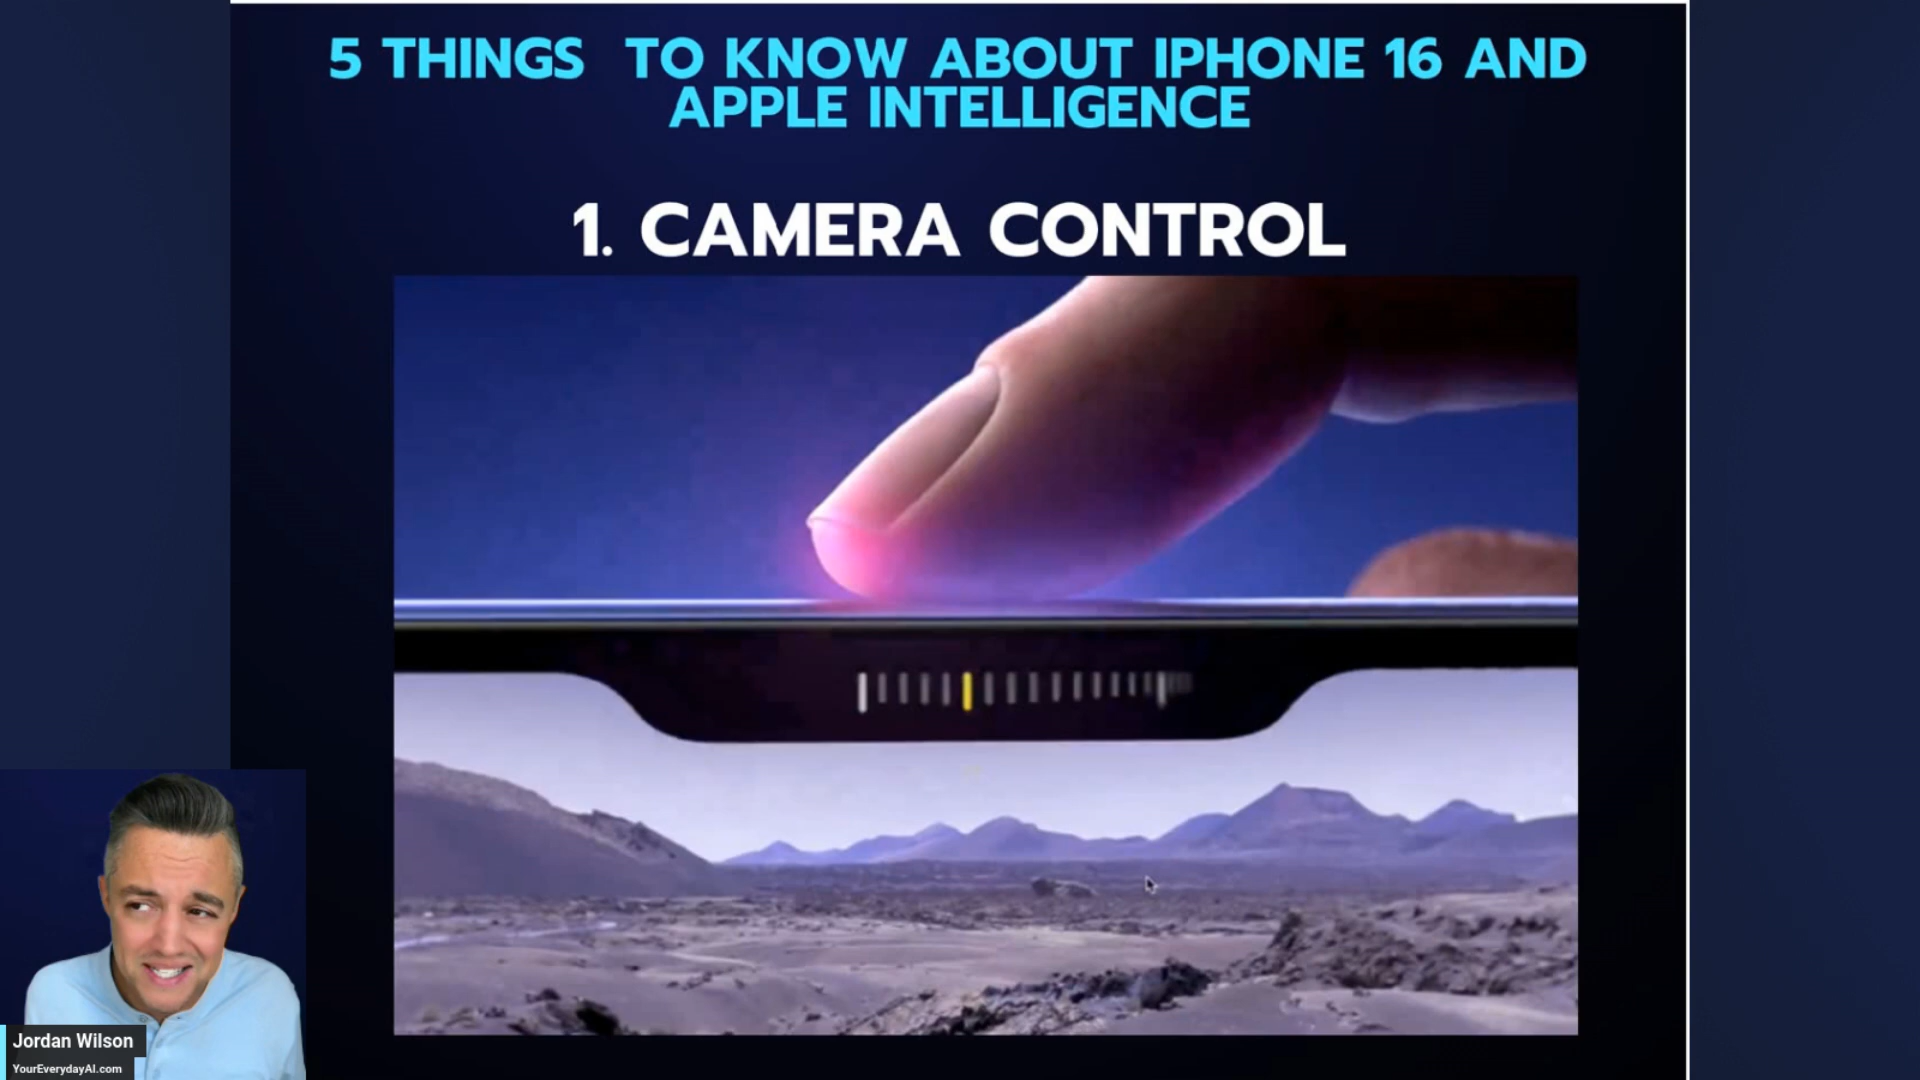 5 THINGS TO KNOW ABOUT IPHONE 16 AND
APPLE INTELLIGENCE
1. CAMERA CONTROL
Jordan Wilson
YourEverydayAI.com